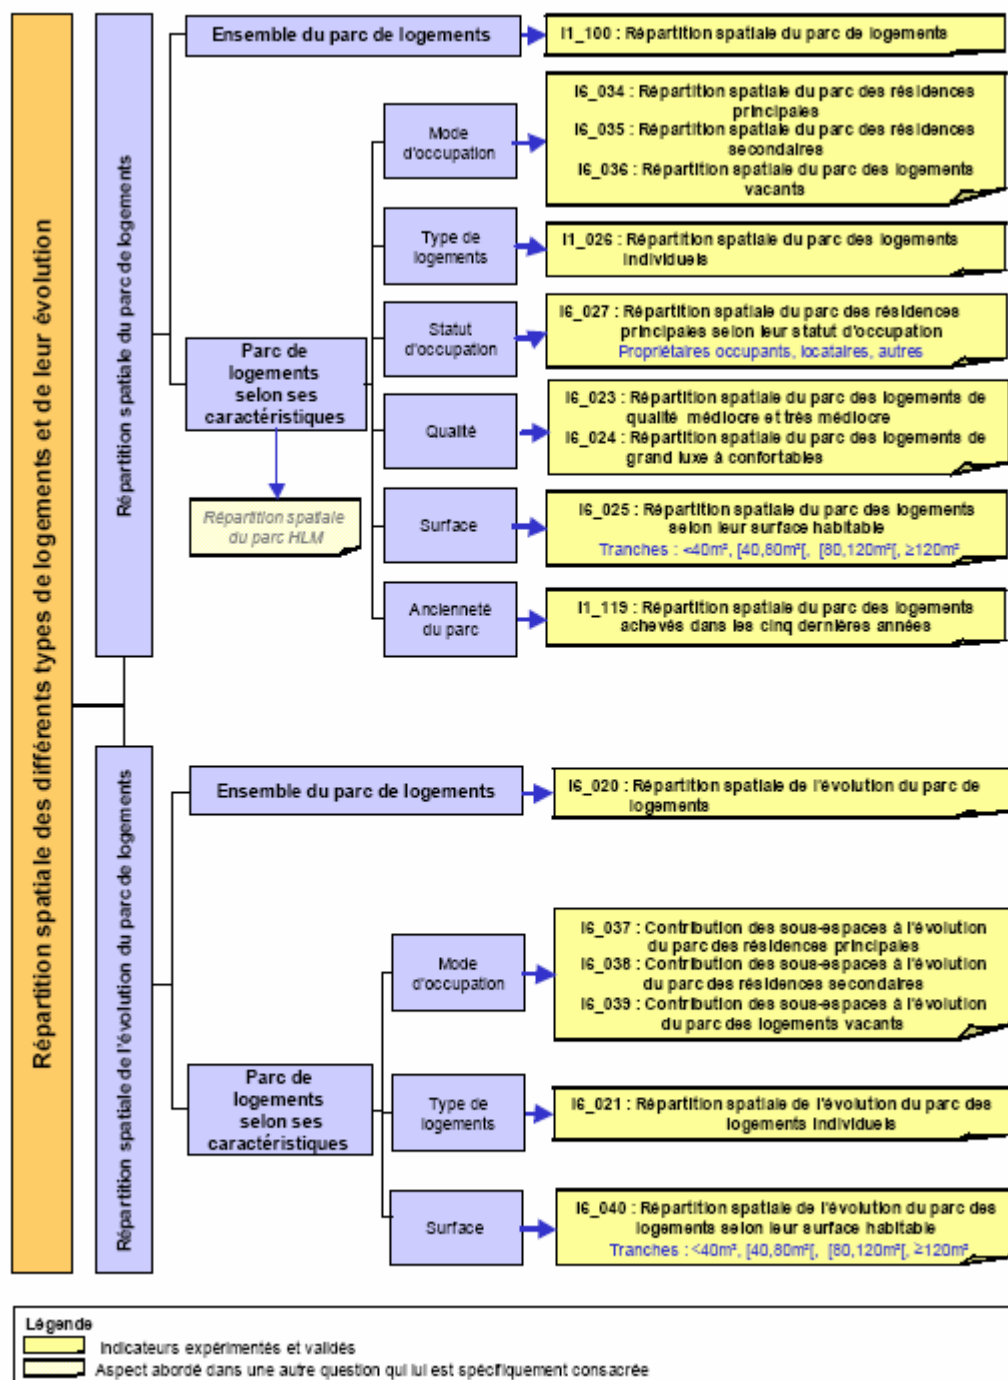 Répartition spatiale des différents types de logements et de leur évolution
Répartition spatiale du parc de logements
Ensemble du parc de logements
I1_100 : Répartition spatiale du parc de logements
Parc de
logements
selon ses
caractéristiques
Répartition spatiale
du parc HLM
Mode
d'occupation
I6_034 : Répartition spatiale du parc des résidences
principales
I6_035 : Répartition spatiale du parc des résidences
secondaires
I6_036 : Répartition spatiale du parc des logements
vacants
Type de
logements
I1_026 : Répartition spatiale du parc des logements
individuels
Statut
d'occupation
I6_027 : Répartition spatiale du parc des résidences
principales selon leur statut d'occupation
Propriétaires occupants, locataires, autres
Qualité
I6_023 : Répartition spatiale du parc des logements de
qualité médiocre et très médiocre
I6_024 : Répartition spatiale du parc des logements de
grand luxe à confortables
Surface
I6_025 : Répartition spatiale du parc des logements
selon leur surface habitable
Tranches : <40m², [40,80m²[, [80,120m²[, ≥120m²
Ancienneté
du parc
I1_119 : Répartition spatiale du parc des logements
achevés dans les cinq dernières années
Répartition spatiale de l'évolution du parc de logements
Ensemble du parc de logements
I6_020 : Répartition spatiale de l'évolution du parc de
logements
Parc de
logements
selon ses
caractéristiques
Mode
d'occupation
I6_037 : Contribution des sous-espaces à l'évolution
du parc des résidences principales
I6_038 : Contribution des sous-espaces à l'évolution
du parc des résidences secondaires
I6_039 : Contribution des sous-espaces à l'évolution
du parc des logements vacants
Type de
logements
I6_021 : Répartition spatiale de l'évolution du parc des
logements individuels
Surface
I6_040 : Répartition spatiale de l'évolution du parc des
logements selon leur surface habitable
Tranches : <40m², [40,80m²[, [80,120m²[, ≥120m²
Légende
Indicateurs expérimentés et validés
Aspect abordé dans une autre question qui lui est spécifiquement consacrée